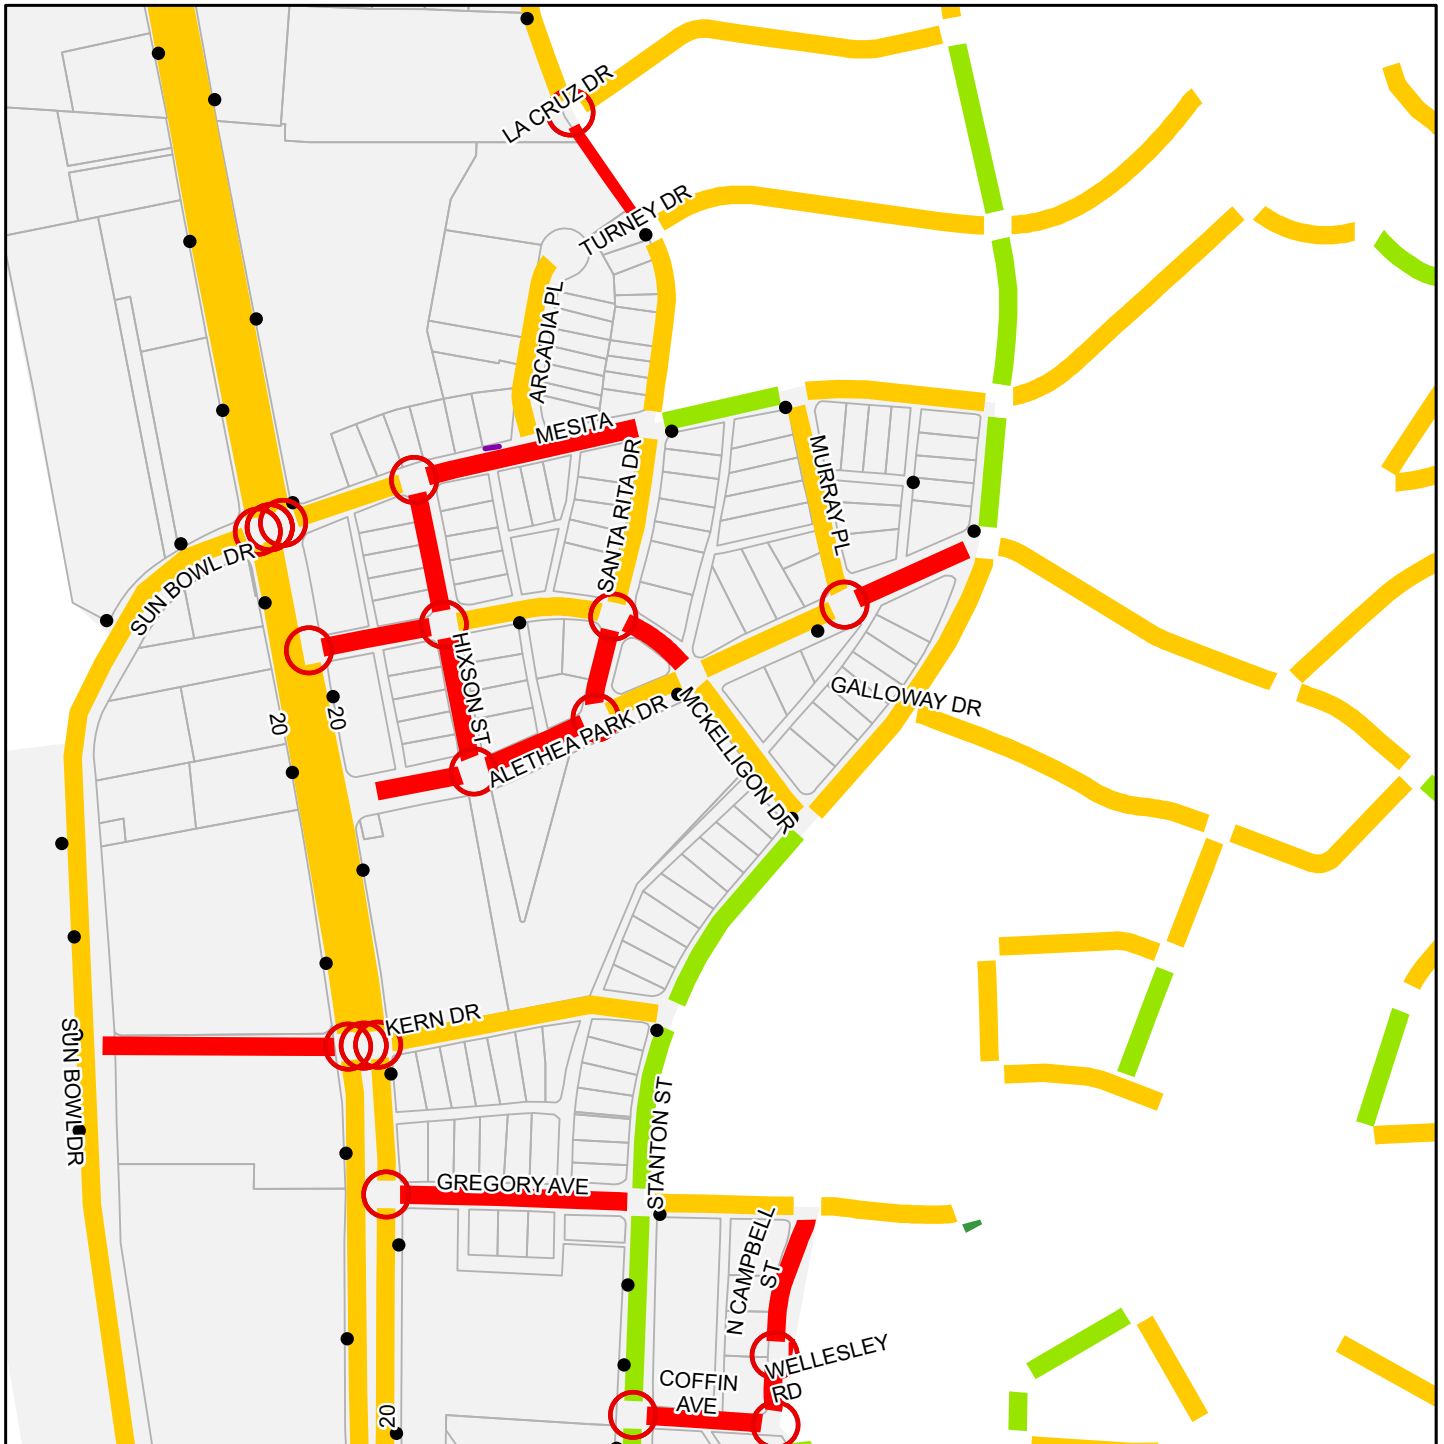 LA CRUZ DR
TURNEY DR
ARCADIA PL
MESITA
SANTA RITA DR
MURRAY PL
SUN BOWL DR
HIXSON ST
GALLOWAY DR
20
20
ALETHEA PARK DR
MCKELLIGON DR
KERN DR
SUN BOWL DR
STANTON ST
GREGORY AVE
N CAMPBELL
ST
WELLESLEY
RD
COFFIN
AVE
20